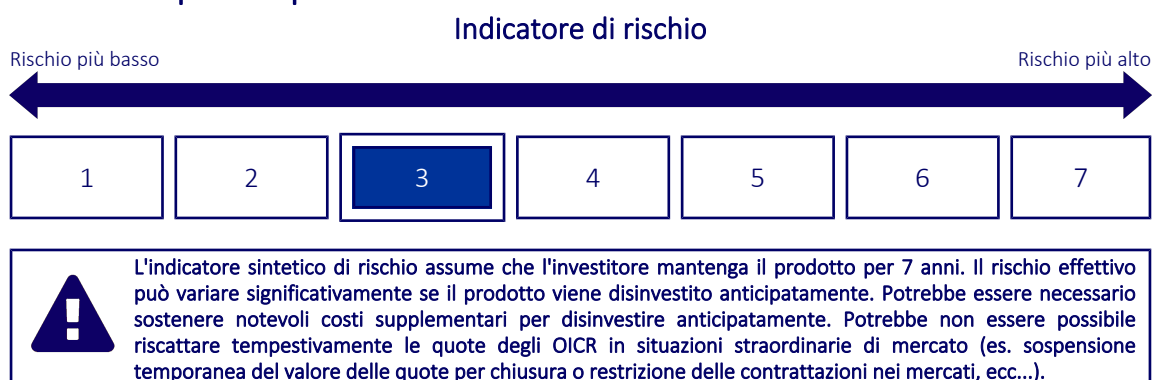 Indicatore di rischio
Rischio più basso
Rischio più alto
1 2 3 4 5 6 7
L'indicatore sintetico di rischio assume che l'investitore mantenga il prodotto per 7 anni. Il rischio effettivo
può variare significativamente se il prodotto viene disinvestito anticipatamente. Potrebbe essere necessario
sostenere notevoli costi supplementari per disinvestire anticipatamente. Potrebbe non essere possibile
riscattare tempestivamente le quote degli OICR in situazioni straordinarie di mercato (es. sospensione
temporanea del valore delle quote per chiusura o restrizione delle contrattazioni nei mercati, ecc...).